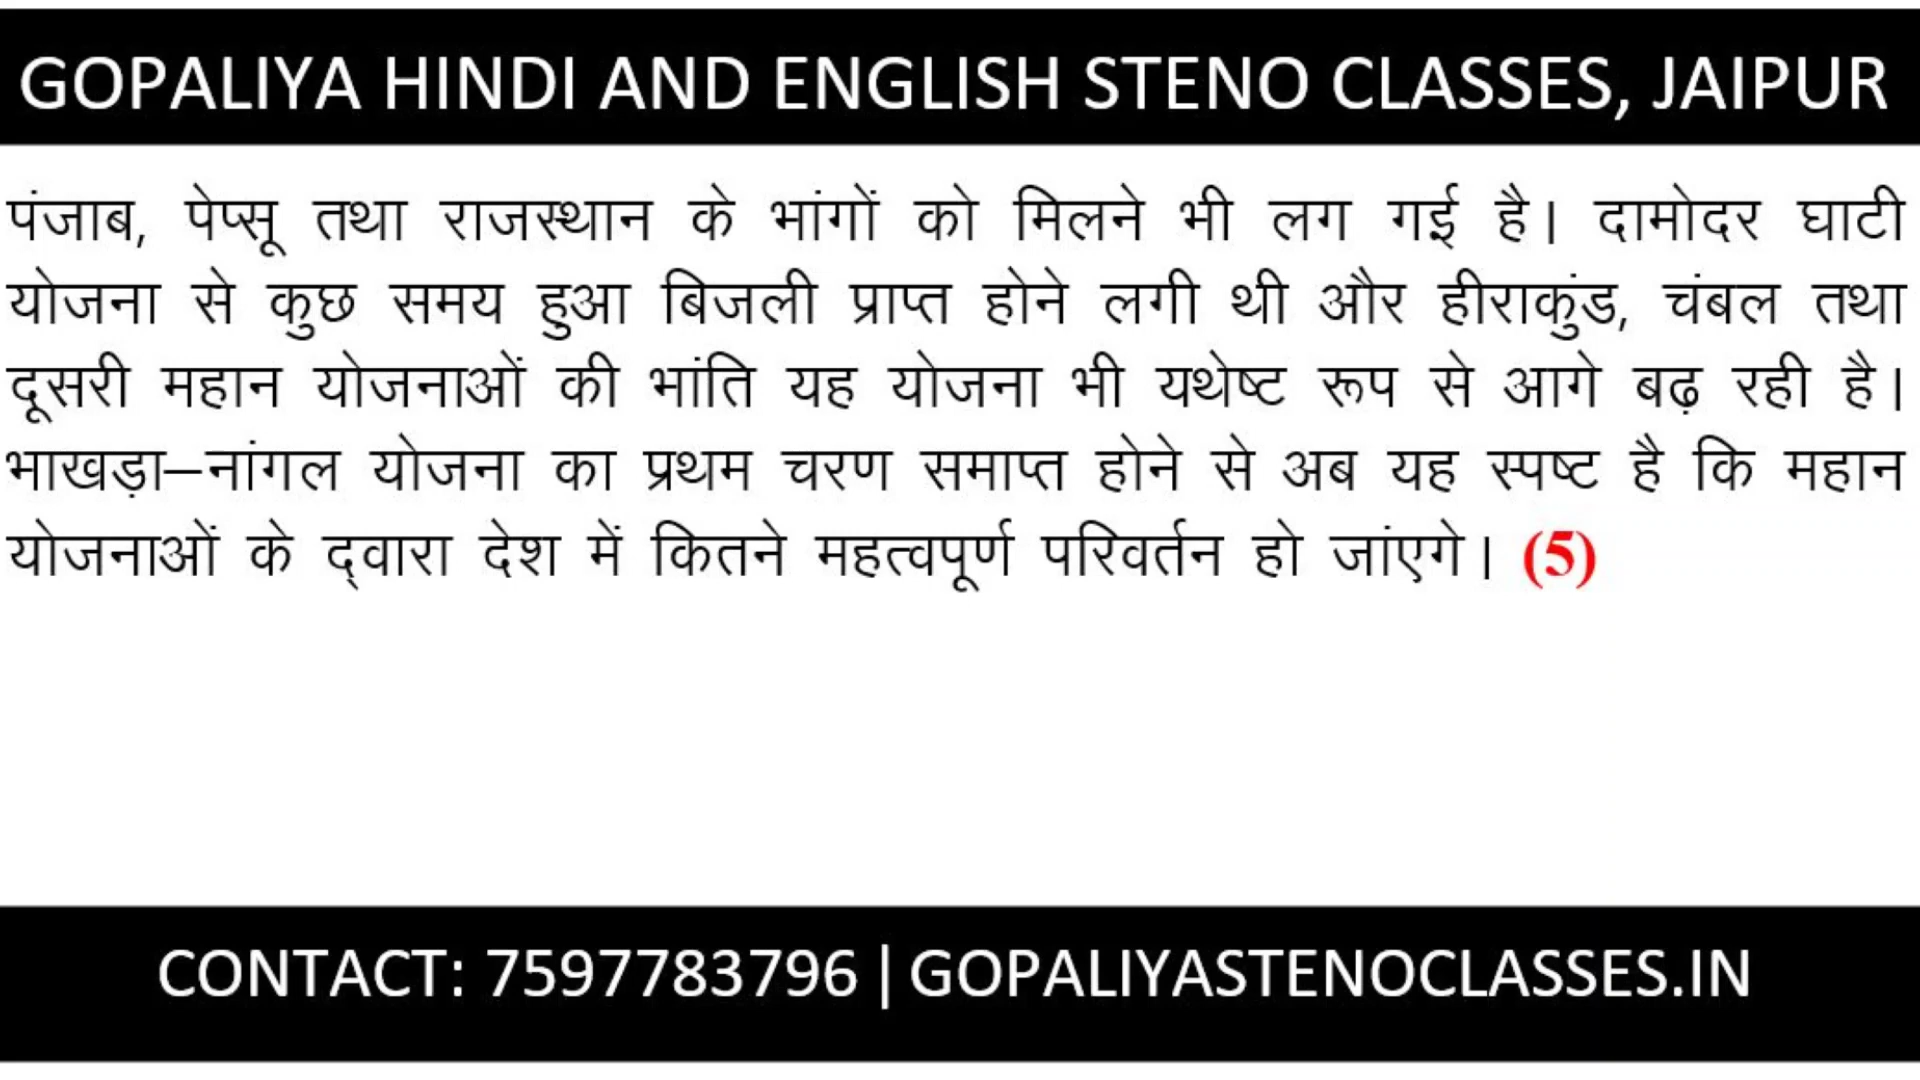 GOPALIYA HINDI AND ENGLISH STENO CLASSES, JAIPUR
पंजाब, पेप्सू तथा राजस्थान के भांगों को मिलने भी लग गई है। दामोदर घाटी
योजना से कुछ समय हुआ बिजली प्राप्त होने लगी थी और हीराकुंड, चंबल तथा
दूसरी महान योजनाओं की भांति यह योजना भी यथेष्ट रूप से आगे बढ़ रही है।
भाखड़ा–नांगल योजना का प्रथम चरण समाप्त होने से अब यह स्पष्ट है कि महान
योजनाओं के द्‌वारा देश में कितने महत्वपूर्ण परिवर्तन हो जांएगे। (5)
CONTACT: 7597783796 | GOPALIYASTENOCLASSES.IN